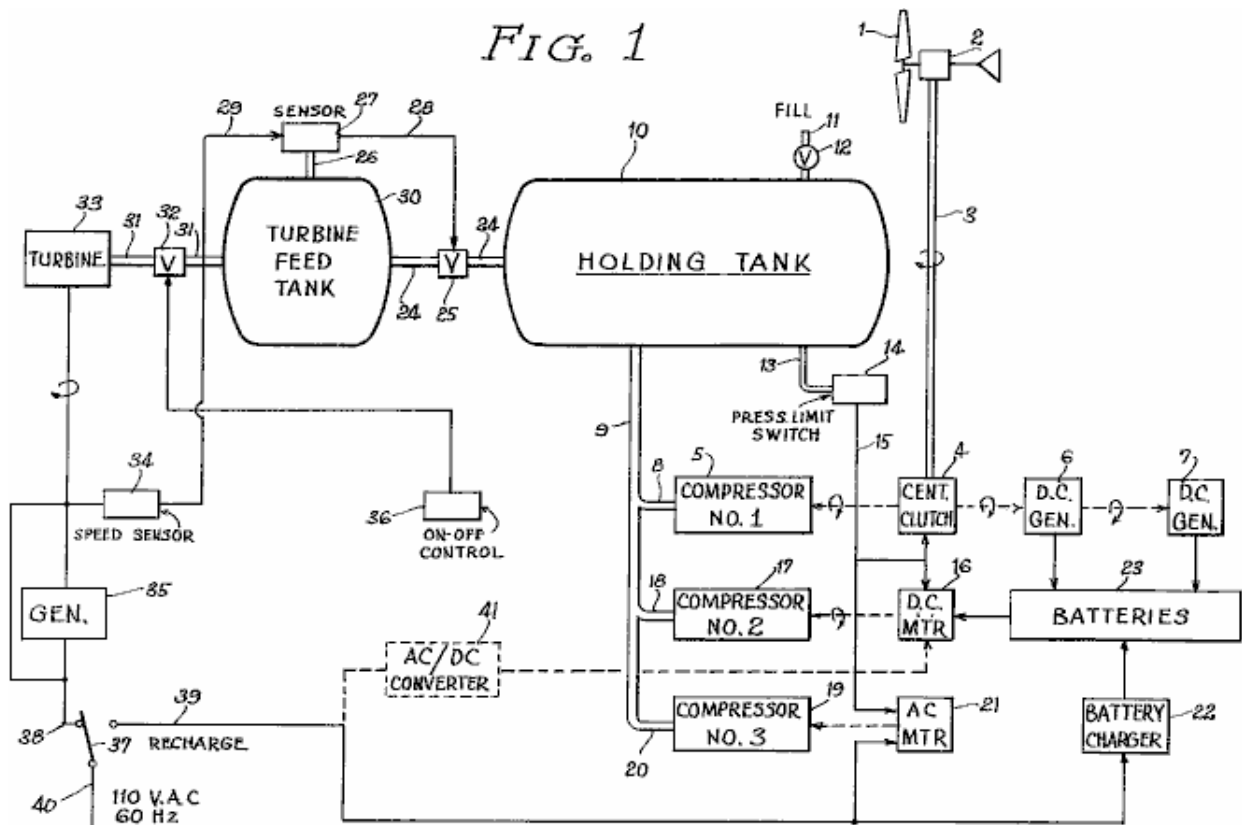 FIG. 1
1
2
29
SENSOR
27
28
FILL
11
12
V
10
26
30
3
33
31
32
31
V
TURBINE
TURBINE
FEED
TANK
24
V
24
25
HOLDING TANK
13
14
PRESS. LIMIT
SWITCH
9
15
34
SPEED SENSOR
36
ON-OFF
CONTROL
8
5
COMPRESSOR
NO. 1
4
CENT.
CLUTCH
6
D.C.
GEN.
7
D.C.
GEN.
35
GEN.
18
17
COMPRESSOR
NO. 2
16
D.C.
MTR
23
BATTERIES
41
AC/DC
CONVERTER
39
RECHARGE
38
37
20
19
COMPRESSOR
NO. 3
21
AC
MTR
BATTERY
CHARGER
22
40
110 V.A.C
60 HZ